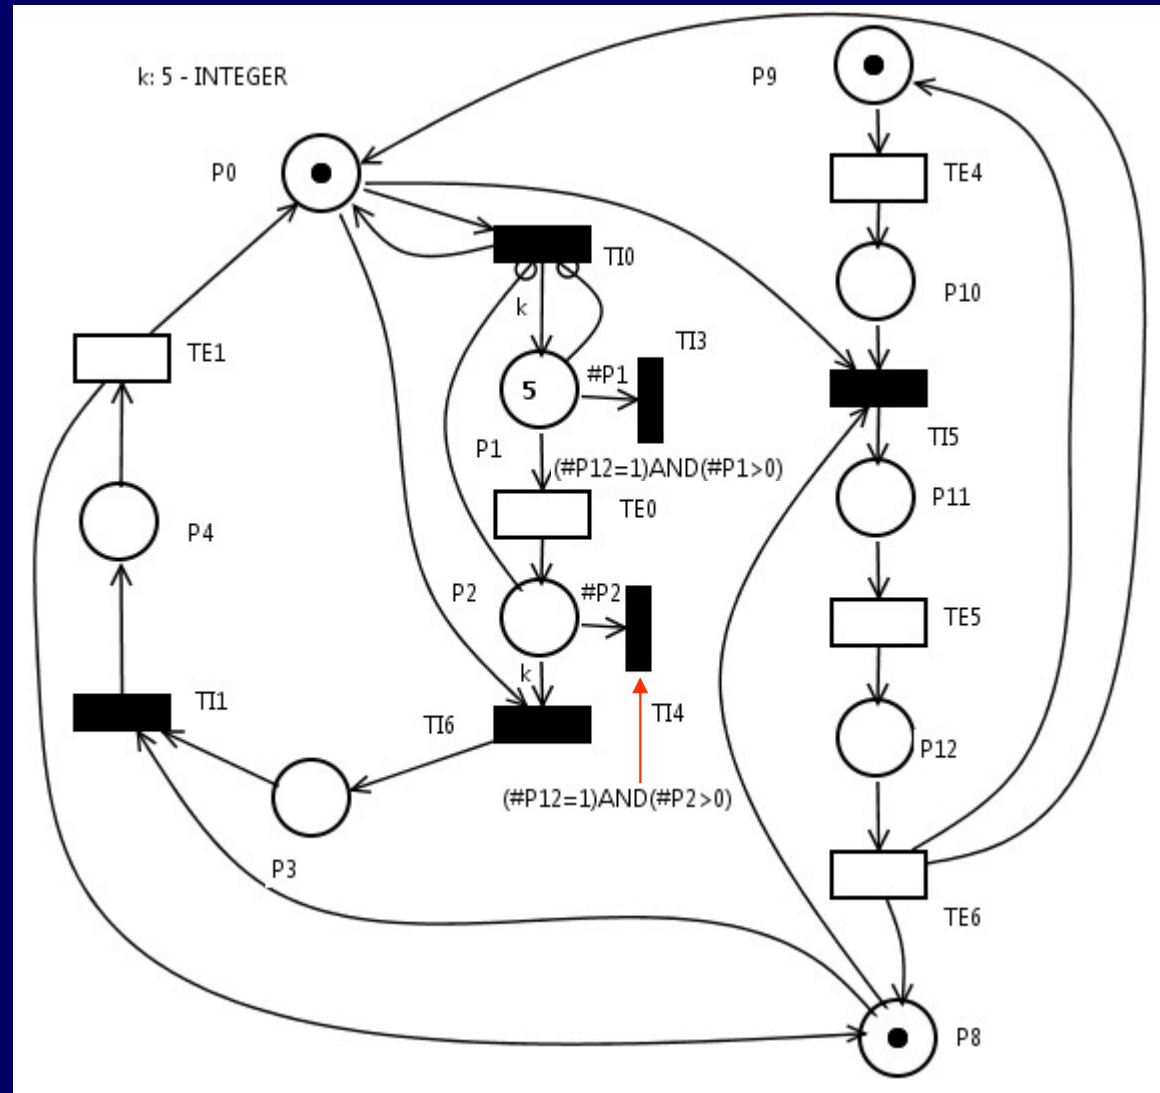 k: 5 - INTEGER
P9
P0
TE4
TI0
P10
k
TI3
TE1
#P1
5
P1
TI5
(#P12=1)AND(#P1>0)
P11
TE0
P4
P2
#P2
TE5
k
TI1
TI6
TI4
P12
(#P12=1)AND(#P2>0)
P3
TE6
P8